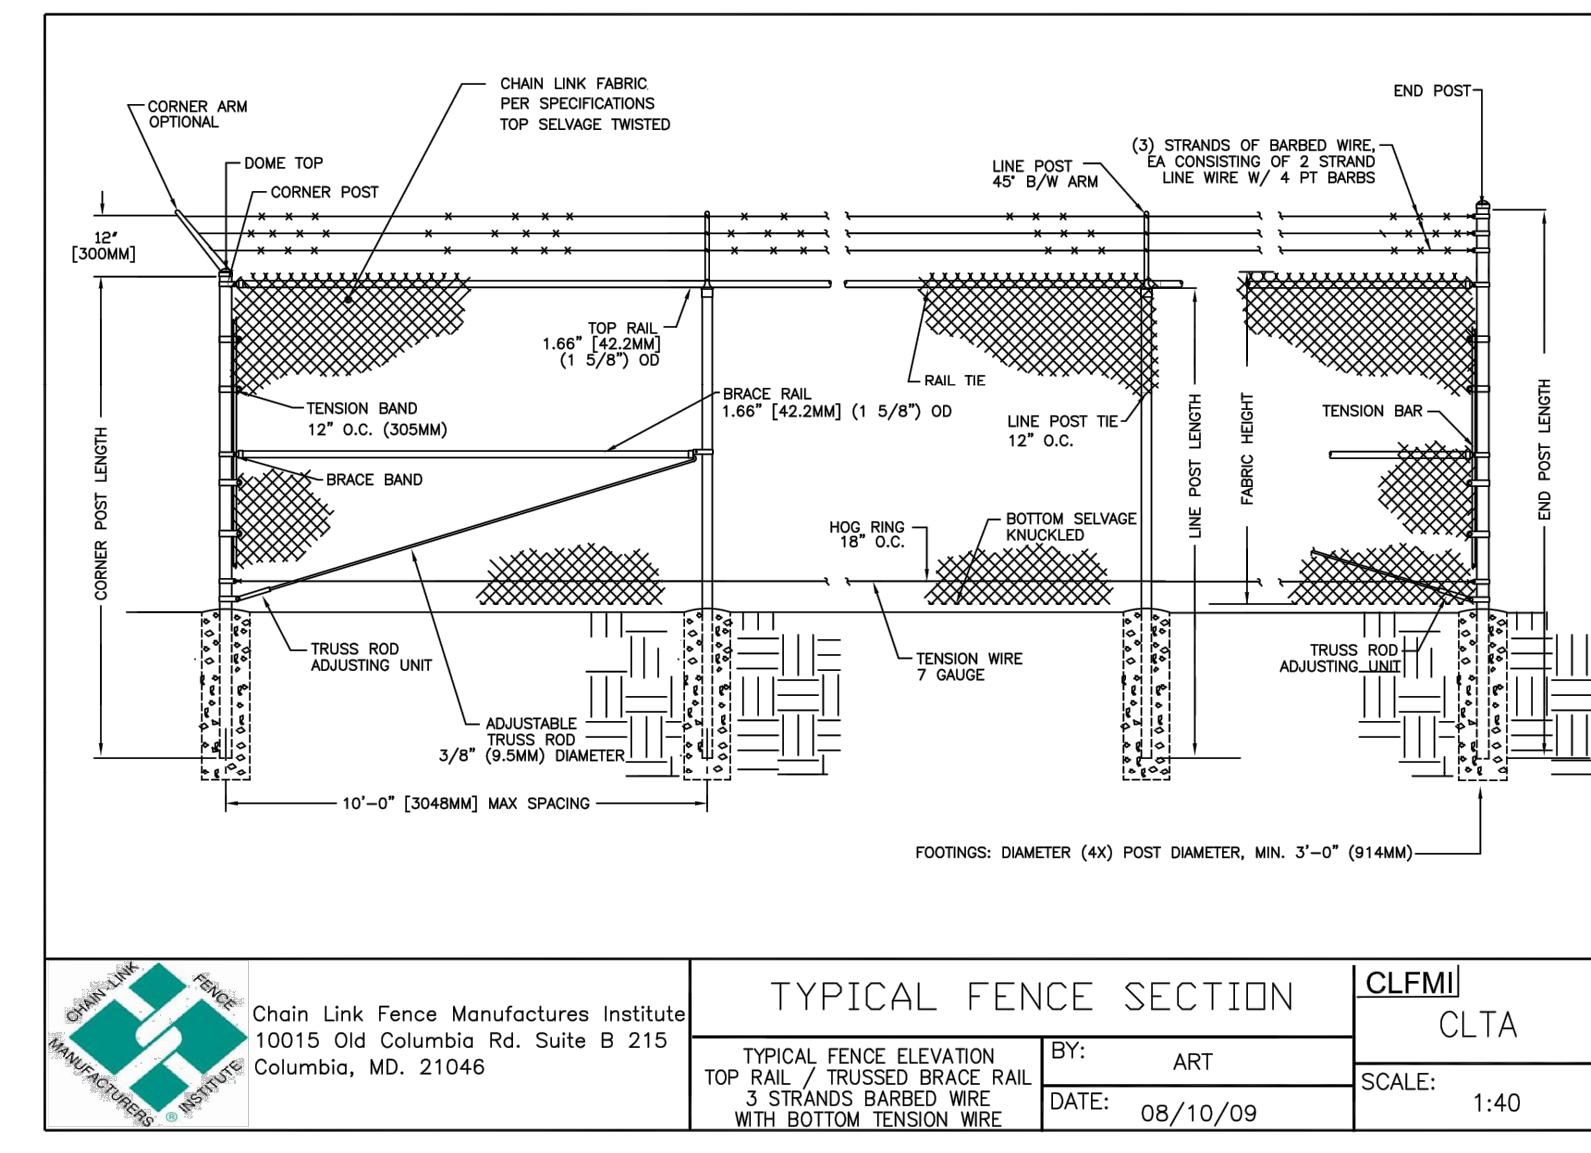 CHAIN LINK FABRIC
PER SPECIFICATIONS
TOP SELVAGE TWISTED
CORNER ARM
OPTIONAL
END POST
DOME TOP
CORNER POST
LINE POST
45° B/W ARM
(3) STRANDS OF BARBED WIRE,
EA CONSISTING OF 2 STRAND
LINE WIRE W/ 4 PT BARBS
12"
[300MM]
TOP RAIL
1.66" [42.2MM]
(1 5/8") OD
RAIL TIE
BRACE RAIL
1.66" [42.2MM] (1 5/8") OD
TENSION BAND
12" O.C. (305MM)
LINE POST TIE
12" O.C.
TENSION BAR
BRACE BAND
CORNER POST LENGTH
LINE POST LENGTH
FABRIC HEIGHT
END POST LENGTH
HOG RING
18" O.C.
BOTTOM SELVAGE
KNUCKLED
TRUSS ROD
ADJUSTING UNIT
TENSION WIRE
7 GAUGE
TRUSS ROD
ADJUSTING UNIT
ADJUSTABLE
TRUSS ROD
3/8" (9.5MM) DIAMETER
10'-0" [3048MM] MAX SPACING
FOOTINGS: DIAMETER (4X) POST DIAMETER, MIN. 3'-0" (914MM)
CHAIN-LINK
FENCE
MANUFACTURERS
INSTITUTE
®
Chain Link Fence Manufactures Institute
10015 Old Columbia Rd. Suite B 215
Columbia, MD. 21046
TYPICAL FENCE SECTION
TYPICAL FENCE ELEVATION
TOP RAIL / TRUSSED BRACE RAIL
3 STRANDS BARBED WIRE
WITH BOTTOM TENSION WIRE
BY:
ART
DATE:
08/10/09
CLFMI
CLTA
SCALE:
1:40